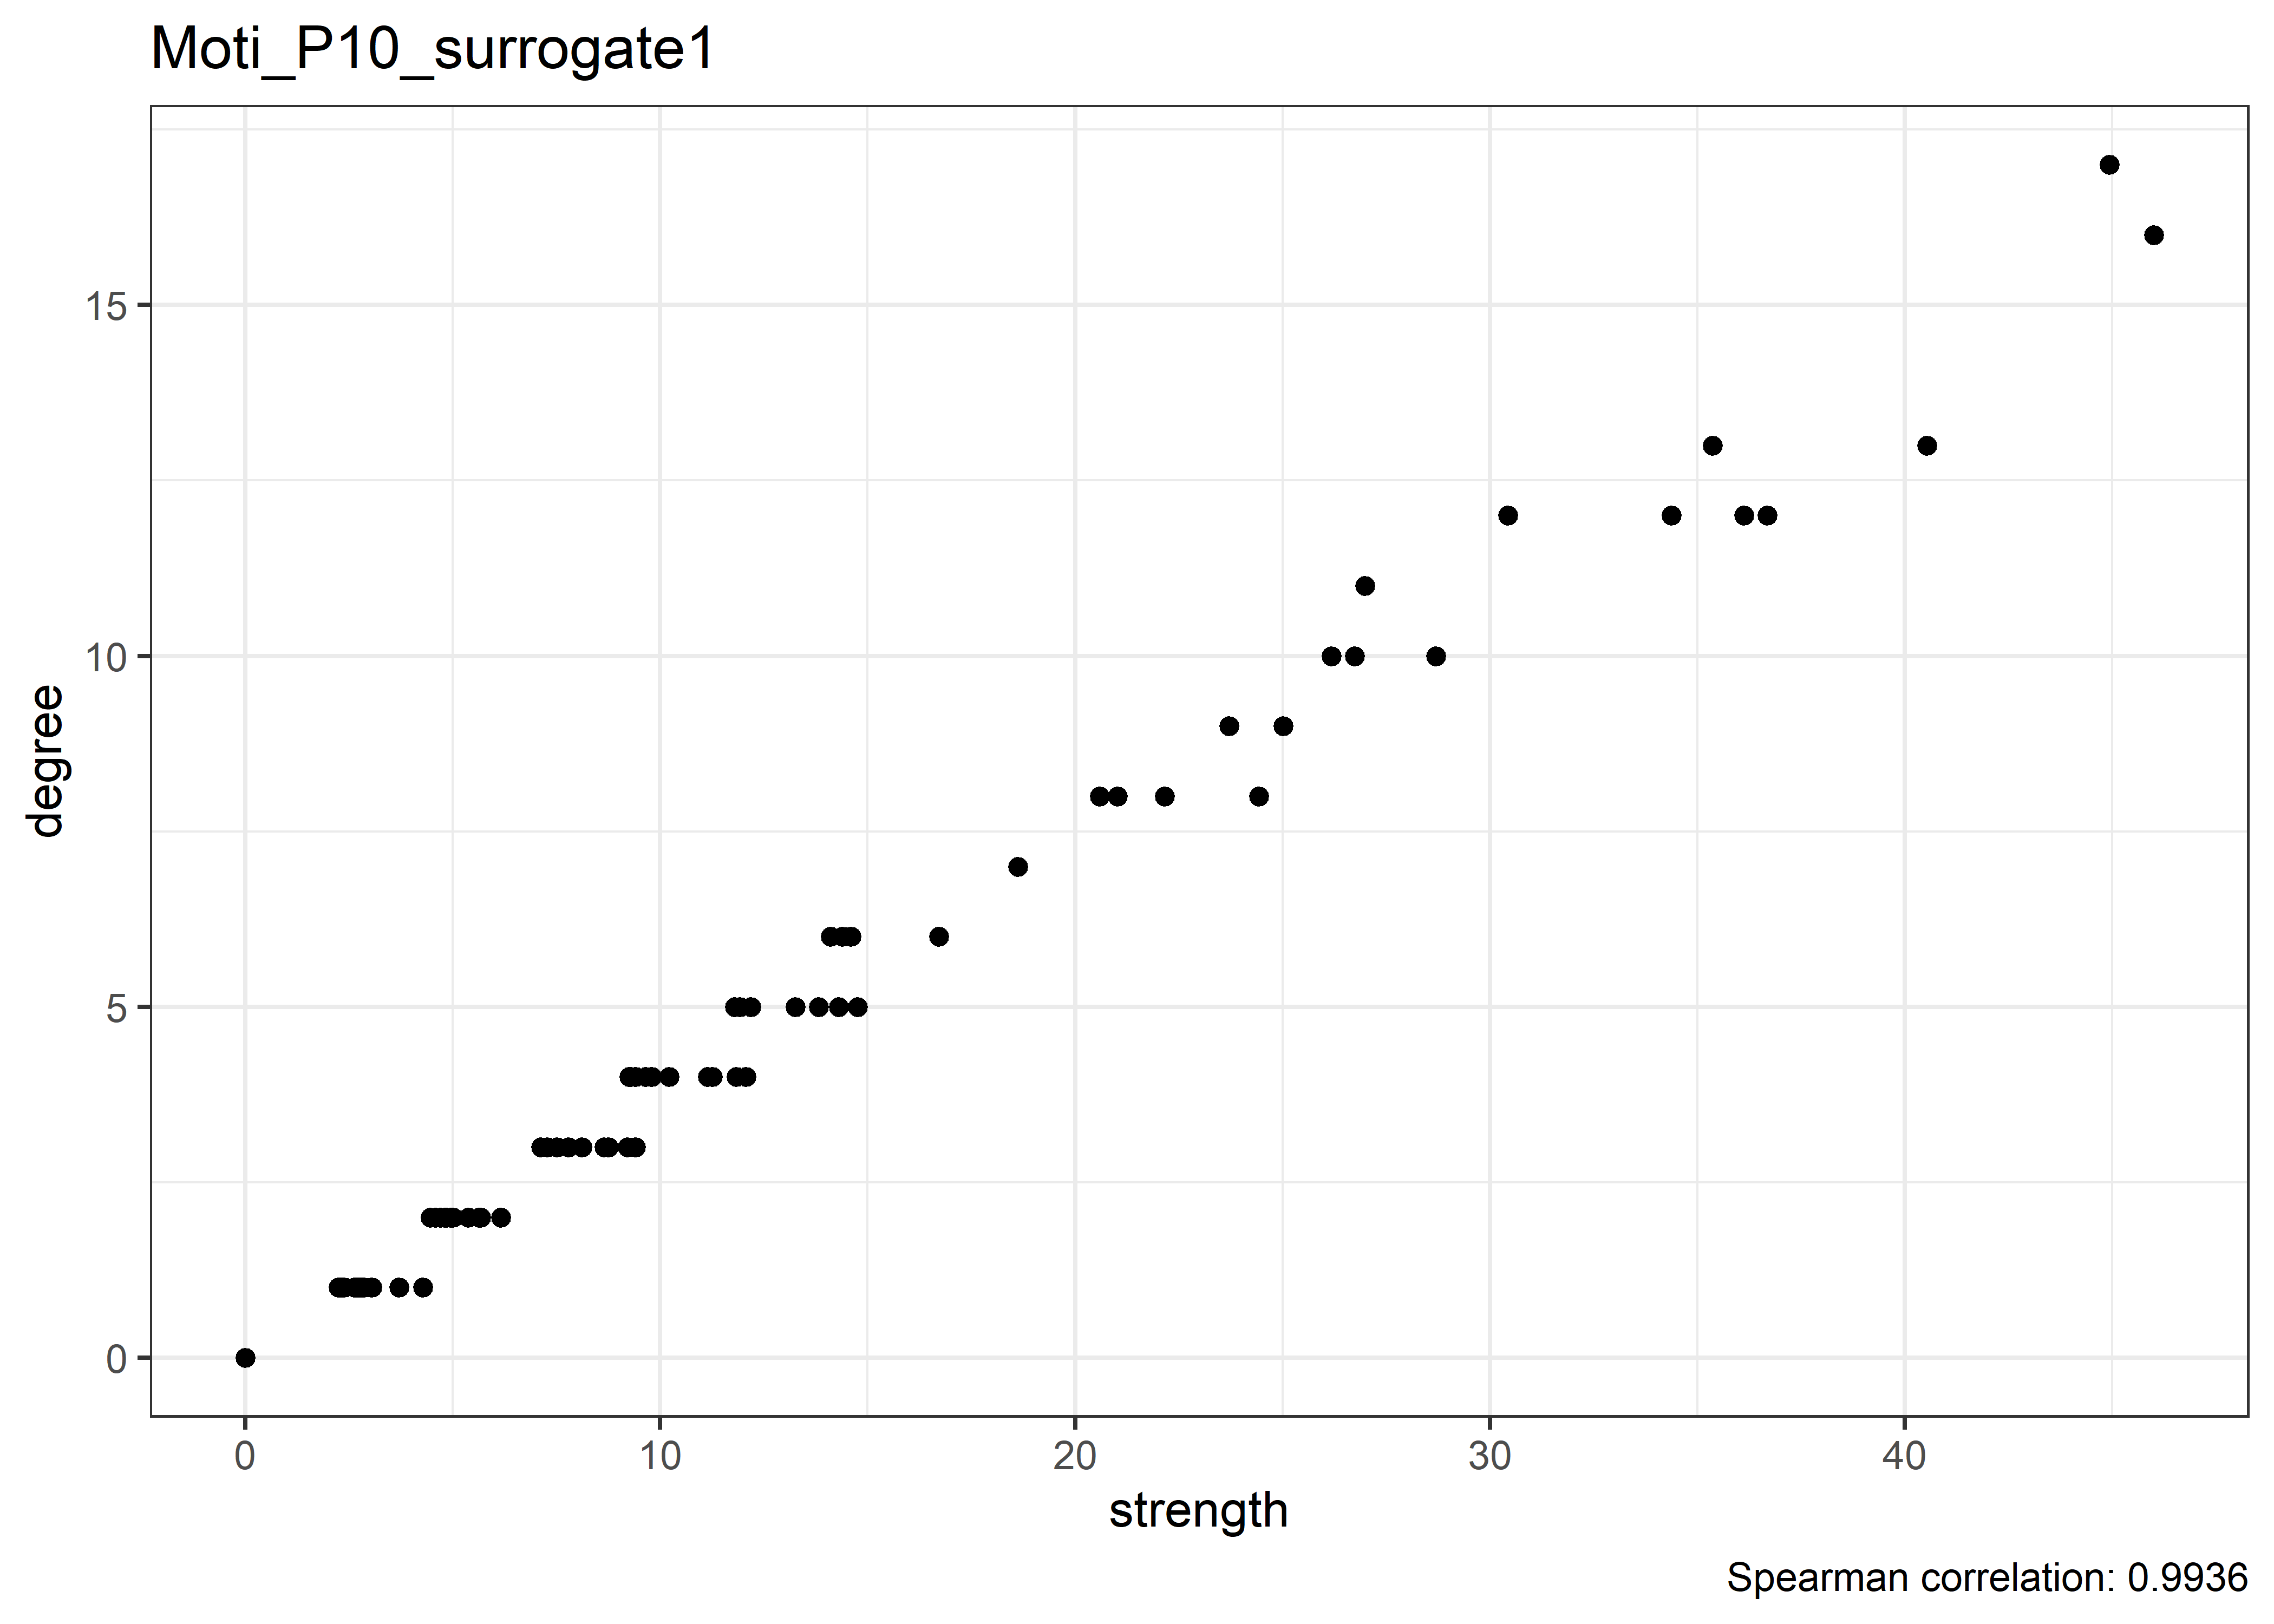 Moti_P10_surrogate1
15
10
5
0
degree
0 10 20 30 40
strength
Spearman correlation: 0.9936